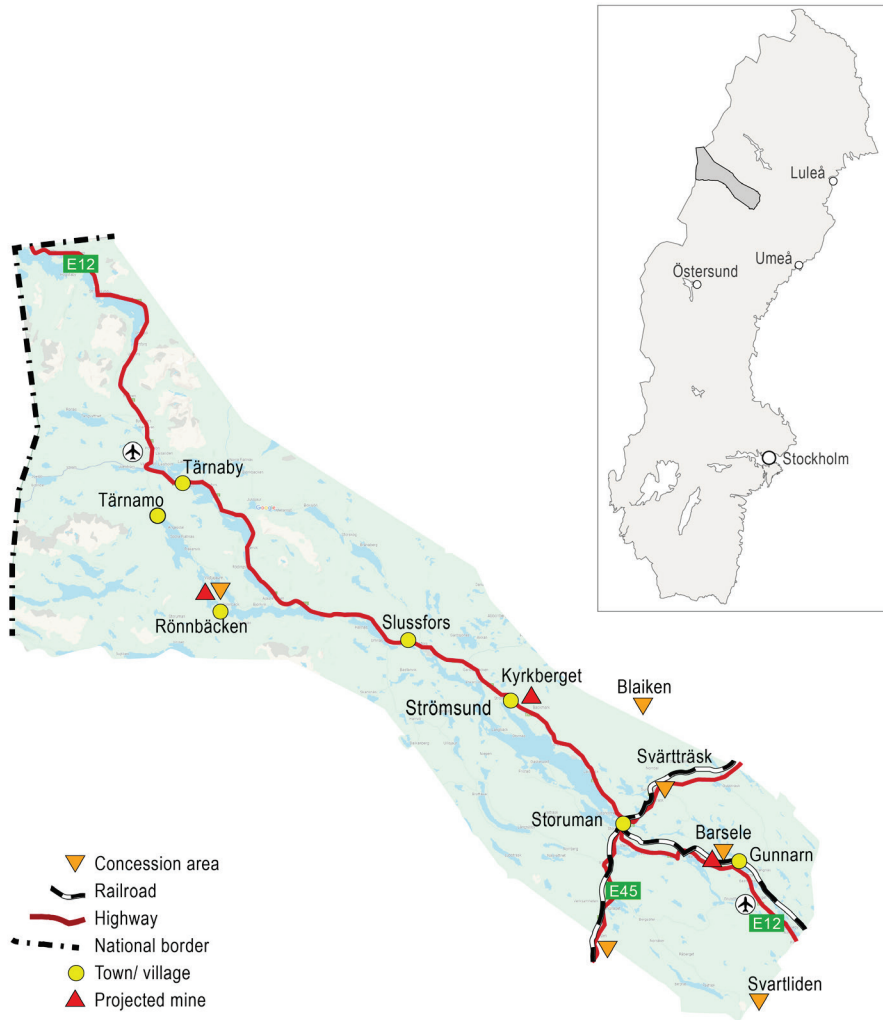 Luleå
Umeå
Östersund
Stockholm
E12
Tärnaby
Tärnamo
Rönnbäcken
Slussfors
Kyrkberget
Strömsund
Blaiken
Svärtträsk
Storuman
Barsele
Gunnarn
E45
E12
Svartliden
Concession area
Railroad
Highway
National border
Town/ village
Projected mine